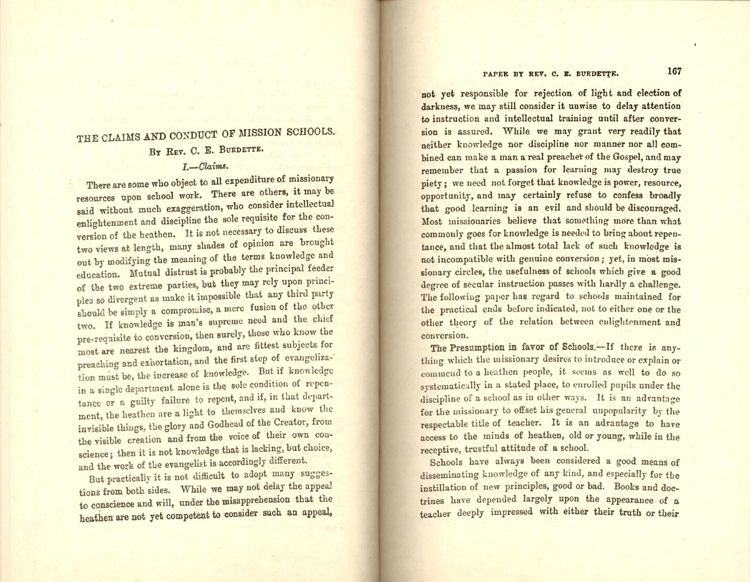 THE CLAIMS AND CONDUCT OF MISSION SCHOOLS.
By Rev. C. E. Burdette.
I.—Claims.
There are some who object to all expenditure of missionary
resources upon school work. There are others, it may be
said without much exaggeration, who consider intellectual
enlightenment and discipline the sole requisite for the con-
version of the heathen. It is not necessary to discuss these
two views at length, many shades of opinion are brought
out by modifying the meaning of the terms knowledge and
education. Mutual distrust is probably the principal feeder
of the two extreme parties, but they may rely upon princi-
ples so divergent as make it impossible that any third party
should be simply a compromise, a mere fusion of the other
two. If knowledge is man's supreme need and the chief
pre-requisite to conversion, then surely, those who know the
most are nearest the kingdom, and are fittest subjects for
preaching and exhortation, and the first step of evangeliza-
tion must be, the increase of knowledge. But if knowledge
in a single department alone is the sole condition of repen-
tance or a guilty failure to repent, and if, in that depart-
ment, the heathen are a light to themselves and know the
invisible things, the glory and Godhead of the Creator, from
the visible creation and from the voice of their own con-
science; then it is not knowledge that is lacking, but choice,
and the work of the evangelist is accordingly different.
But practically it is not difficult to adopt many sugges-
tions from both sides. While we may not delay the appeal
to conscience and will, under the misapprehension that the
heathen are not yet competent to consider such an appeal,
PAPER BY REV. C. E. BURDETTE. 167
not yet responsible for rejection of light and election of
darkness, we may still consider it unwise to delay attention
to instruction and intellectual training until after conver-
sion is assured. While we may grant very readily that
neither knowledge nor discipline nor manner nor all com-
bined can make a man a real preacher of the Gospel, and may
remember that a passion for learning may destroy true
piety; we need not forget that knowledge is power, resource,
opportunity, and may certainly refuse to confess broadly
that good learning is an evil and should be discouraged.
Most missionaries believe that something more than what
commonly goes for knowledge is needed to bring about repen-
tance, and that the almost total lack of such knowledge is
not incompatible with genuine conversion; yet, in most mis-
sionary circles, the usefulness of schools which give a good
degree of secular instruction passes with hardly a challenge.
The following paper has regard to schools maintained for
the practical ends before indicated, not to either one or the
other theory of the relation between enlightenment and
conversion.
The Presumption in favor of Schools.—If there is any-
thing which the missionary desires to introduce or explain or
commend to a heathen people, it seems as well to do so
systematically in a stated place, to enrolled pupils under the
discipline of a school as in other ways. It is an advantage
for the missionary to offset his general unpopularity by the
respectable title of teacher. It is an advantage to have
access to the minds of heathen, old or young, while in the
receptive, trustful attitude of a school.
Schools have always been considered a good means of
disseminating knowledge of any kind, and especially for the
instillation of new principles, good or bad. Books and doc-
trines have depended largely upon the appearance of a
teacher deeply impressed with either their truth or their